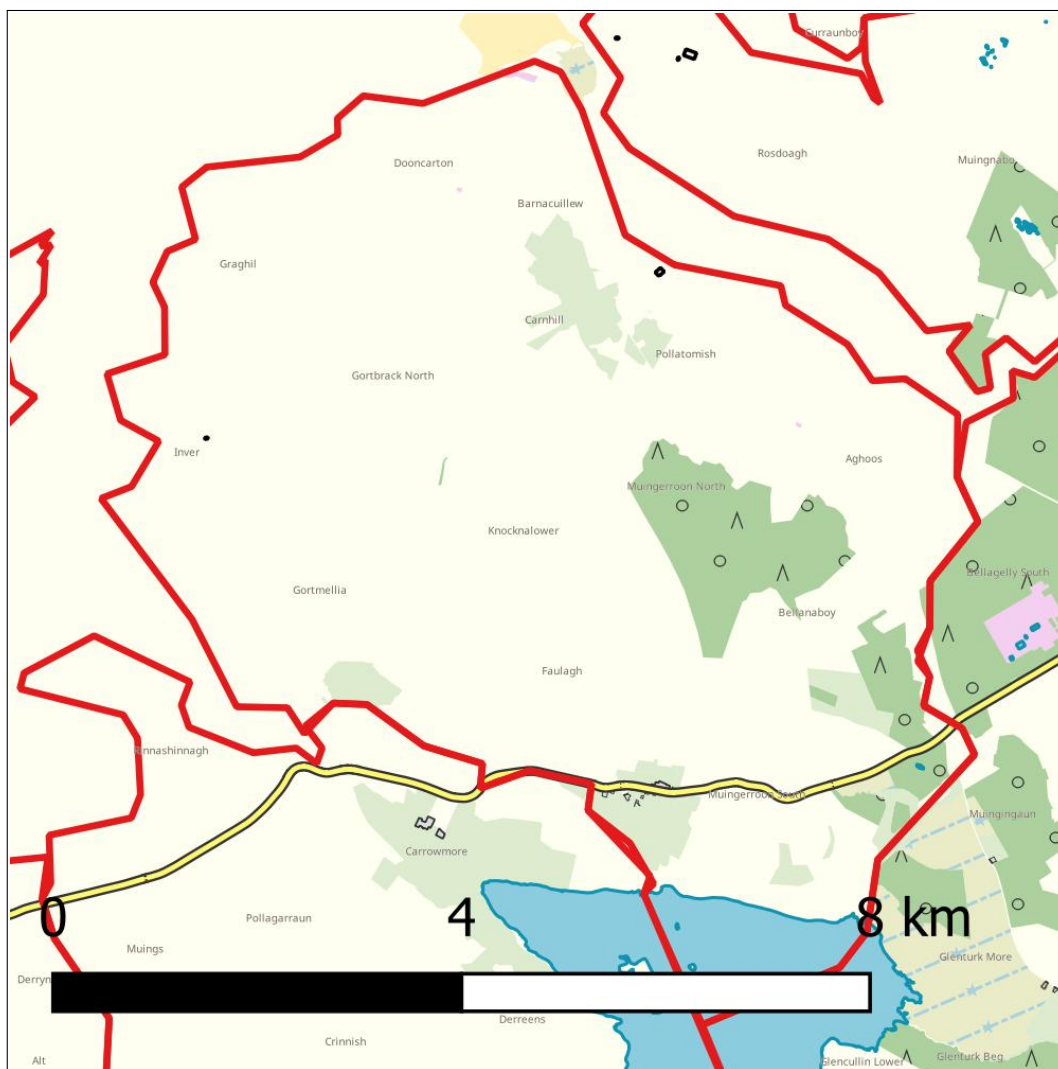 Curraunboy
Rosdoagh
Muingnabo
Dooncarton
Barnacuillew
Graghil
Carnhill
Pollatomish
Gortbrack North
Inver
Aghoos
Muingerroon North
Knocknalower
Bellagelly South
Gortmellia
Bellanaboy
Faulagh
Rinnashinnagh
Muingerroon South
Muingingaun
Carrowmore
0 4 8 km
Pollagarraun
Muings
Glenturk More
Derryn
Derreens
Crinnish
Alt
Glencullin Lower
Glenturk Beg